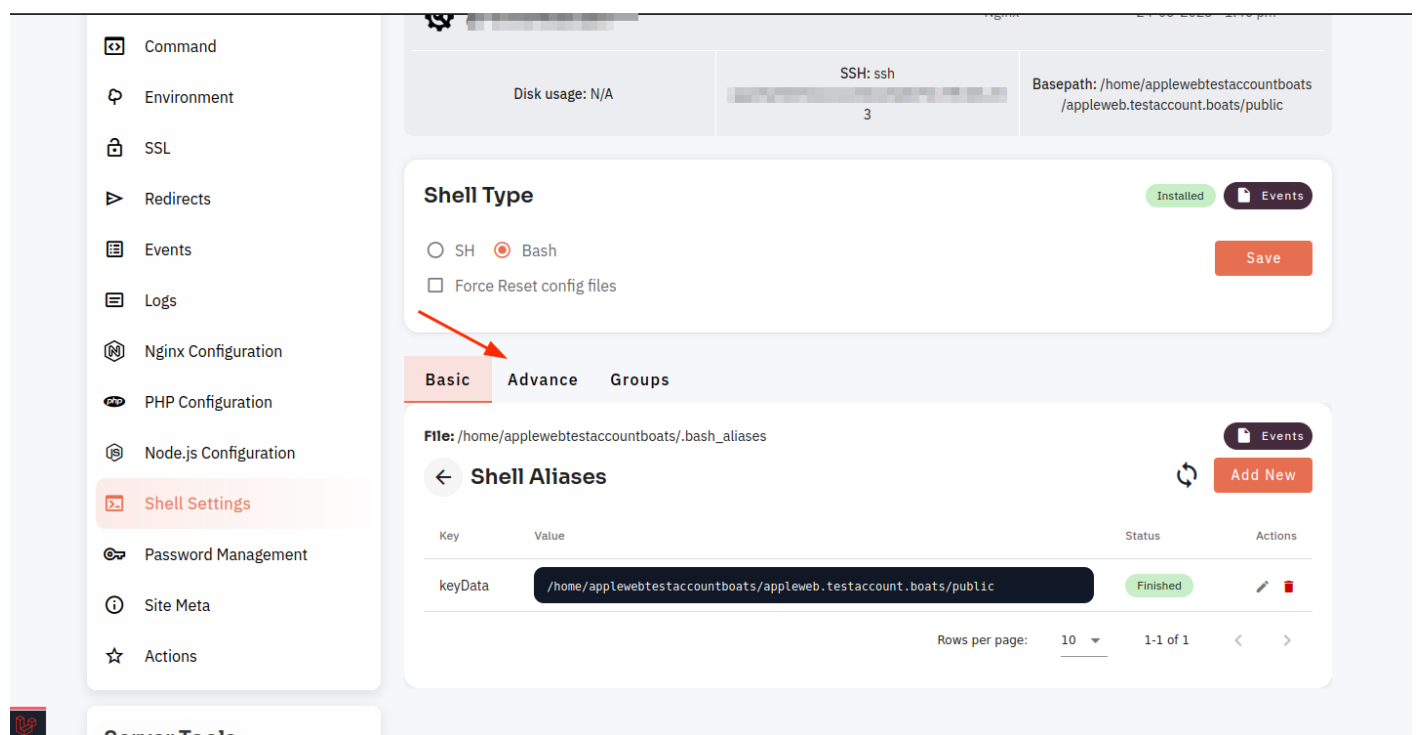 Command
Environment
SSL
Redirects
Events
Logs
Nginx Configuration
PHP Configuration
Node.js Configuration
Shell Settings
Password Management
Site Meta
Actions
Disk usage: N/A
SSH: ssh
3
Basepath: /home/applewebtestaccountboats
/appleweb.testaccount.boats/public
Shell Type
Installed
Events
SH
Bash
Save
Force Reset config files
Basic
Advance
Groups
File: /home/applewebtestaccountboats/.bash_aliases
Events
Shell Aliases
Add New
Key
Value
Status
Actions
keyData
/home/applewebtestaccountboats/appleweb.testaccount.boats/public
Finished
Rows per page:
10
1-1 of 1